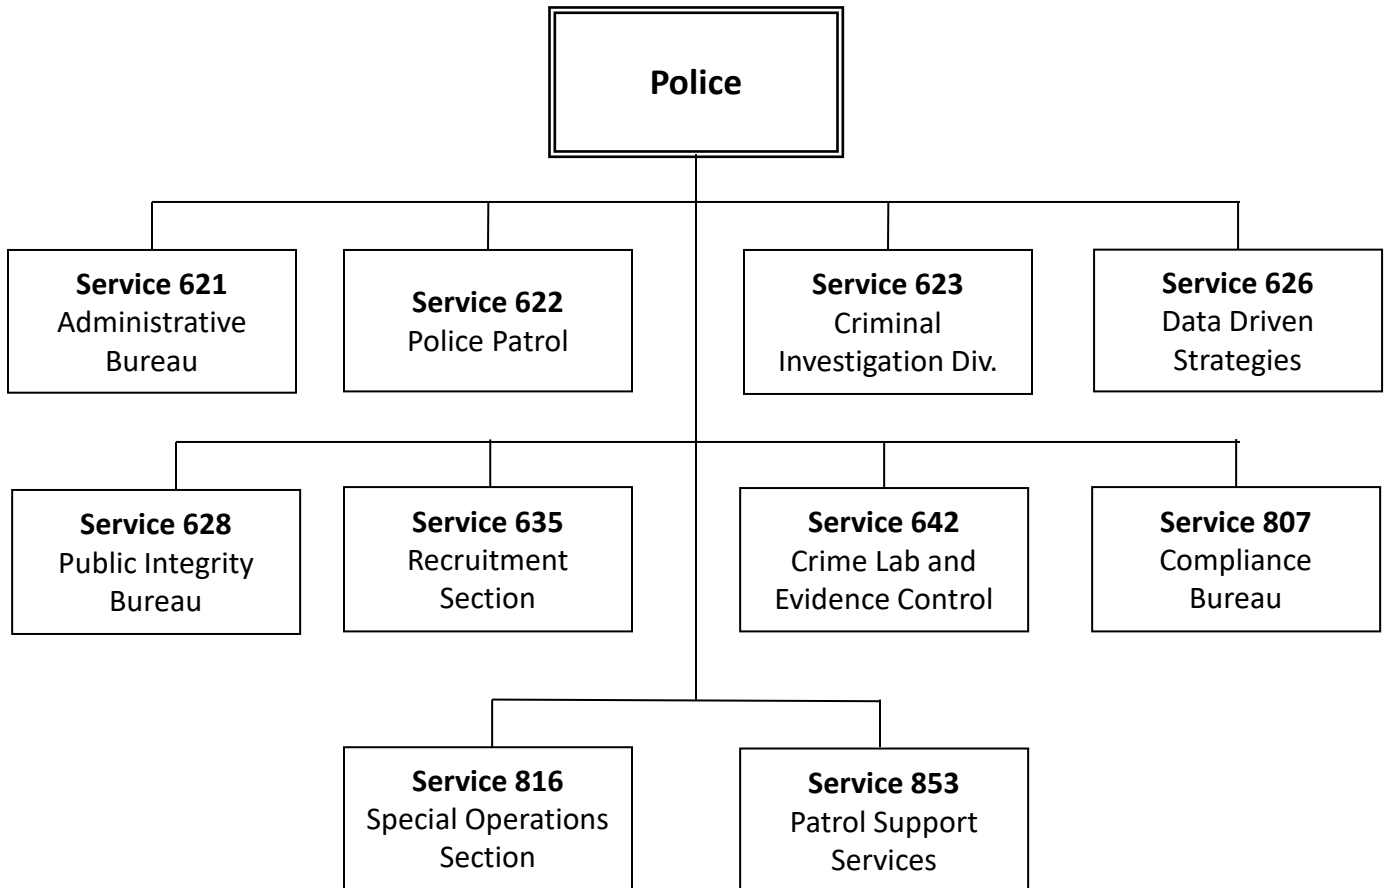 Police
Service 621
Administrative
Bureau
Service 622
Police Patrol
Service 623
Criminal
Investigation Div.
Service 626
Data Driven
Strategies
Service 628
Public Integrity
Bureau
Service 635
Recruitment
Section
Service 642
Crime Lab and
Evidence Control
Service 807
Compliance
Bureau
Service 816
Special Operations
Section
Service 853
Patrol Support
Services